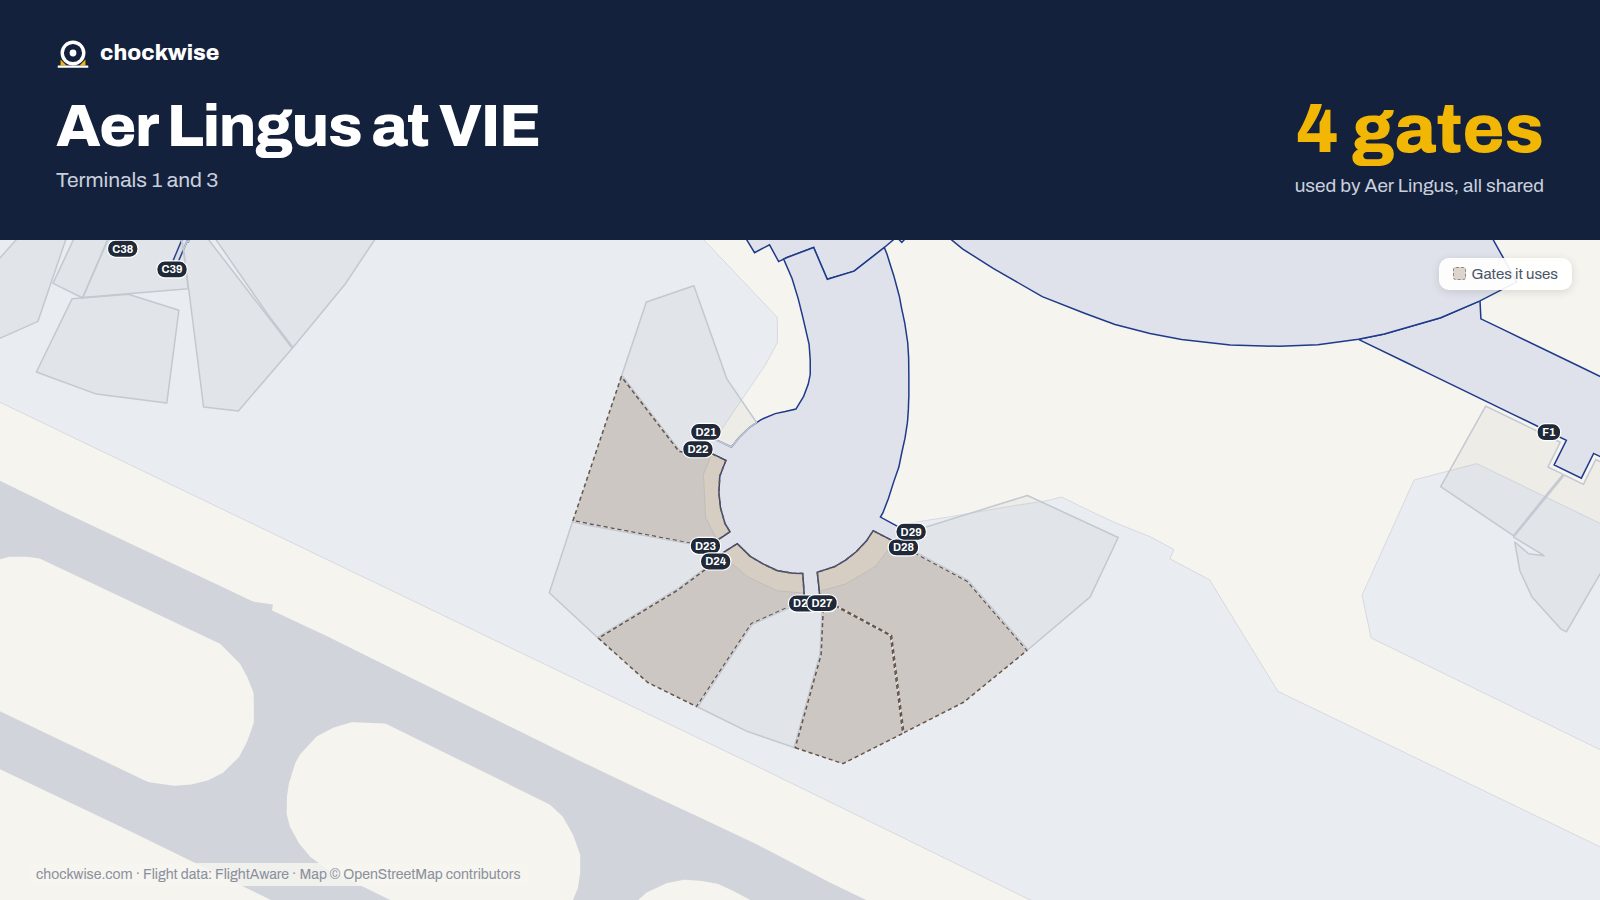 chockwise
Aer Lingus at VIE
Terminals 1 and 3
4 gates
used by Aer Lingus, all shared
C38
C39
Gates it uses
D21
D22
F1
D23
D24
D29
D28
D27
chockwise.com · Flight data: FlightAware · Map © OpenStreetMap contributors